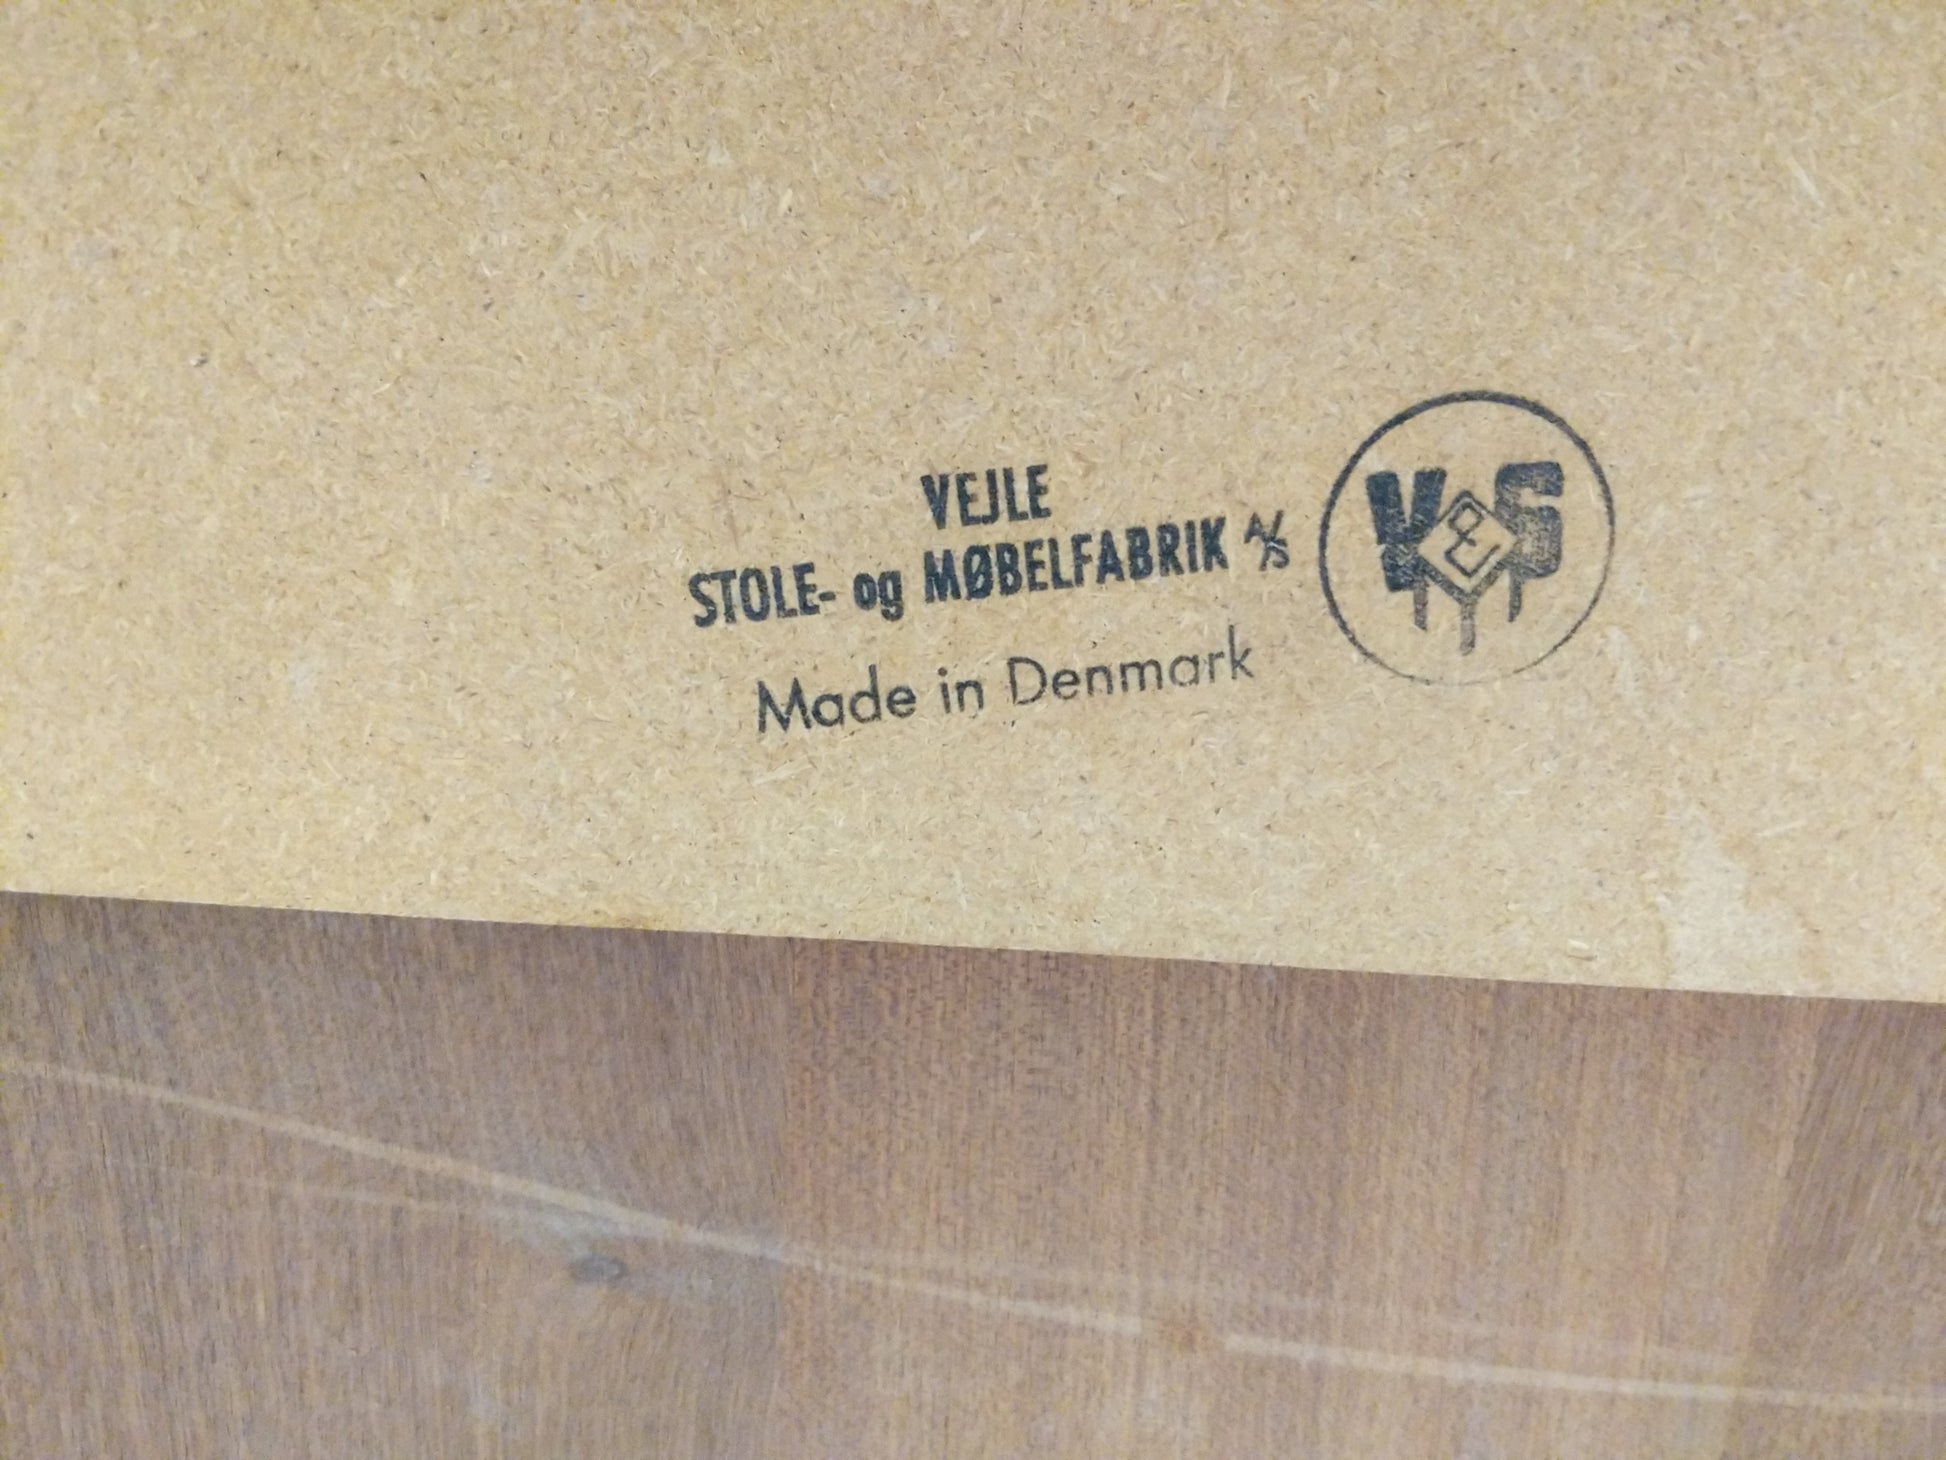 VEJLE
STOLE- og MØBELFABRIK A/S
Made in Denmark
V&S